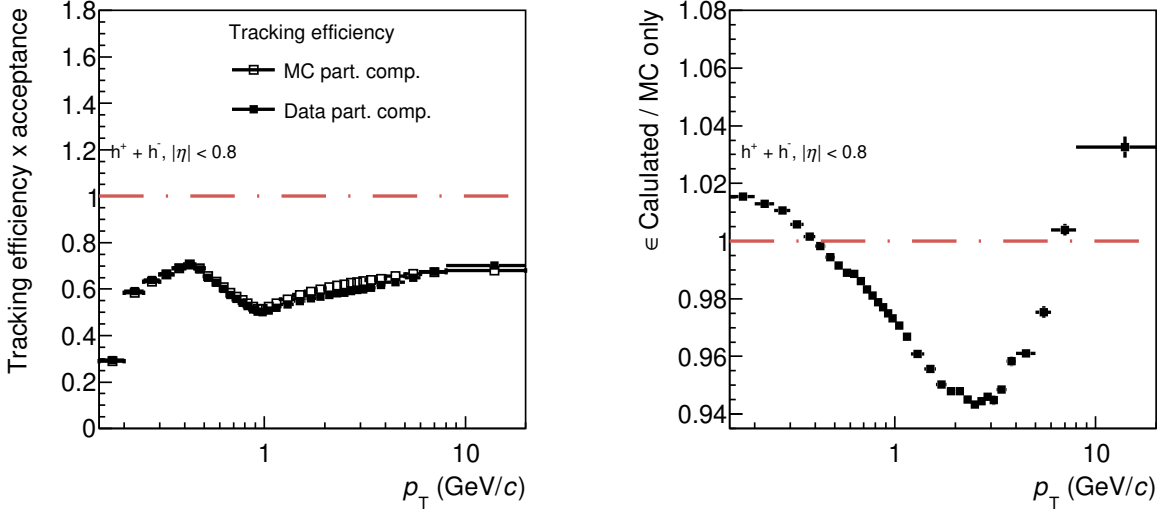 Tracking efficiency x acceptance
1.8
1.6
1.4
1.2
1
0.8
0.6
0.4
0.2
0
Tracking efficiency
MC part. comp.
Data part. comp.
h⁺ + h⁻, |η| < 0.8
1
10
p_T (GeV/c)
∈ Calulated / MC only
1.08
1.06
1.04
1.02
1
0.98
0.96
0.94
h⁺ + h⁻, |η| < 0.8
1
10
p_T (GeV/c)